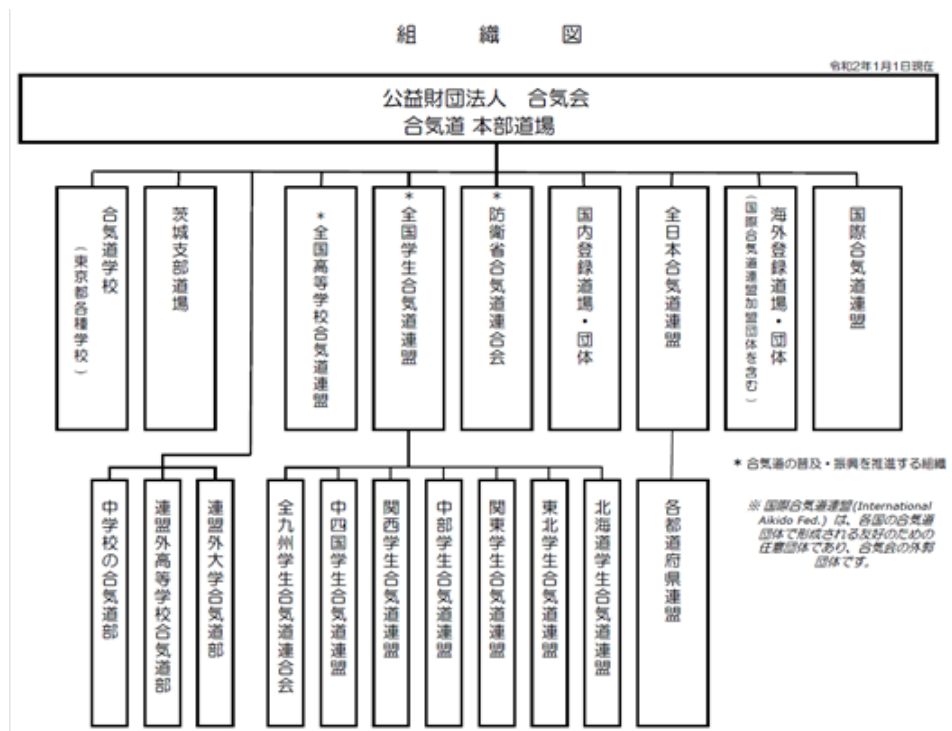 組　織　図
令和2年1月1日現在
公益財団法人　合気会
合気道 本部道場
合気道学校
（東京都各種学校）
茨城支部道場
＊全国高等学校合気道連盟
＊全国学生合気道連盟
＊防衛省合気道連合会
国内登録道場・団体
全日本合気道連盟
海外登録道場・団体
（国際合気道連盟加盟団体を含む）
国際合気道連盟
中学校の合気道部
連盟外高等学校合気道部
連盟外大学合気道部
全九州学生合気道連合会
中四国学生合気道連盟
関西学生合気道連盟
中部学生合気道連盟
関東学生合気道連盟
東北学生合気道連盟
北海道学生合気道連盟
各都道府県連盟
＊ 合気道の普及・振興を推進する組織
※ 国際合気道連盟(International
Aikido Fed.) は、各国の合気道
団体で形成される友好のための
任意団体であり、合気会の外郭
団体です。